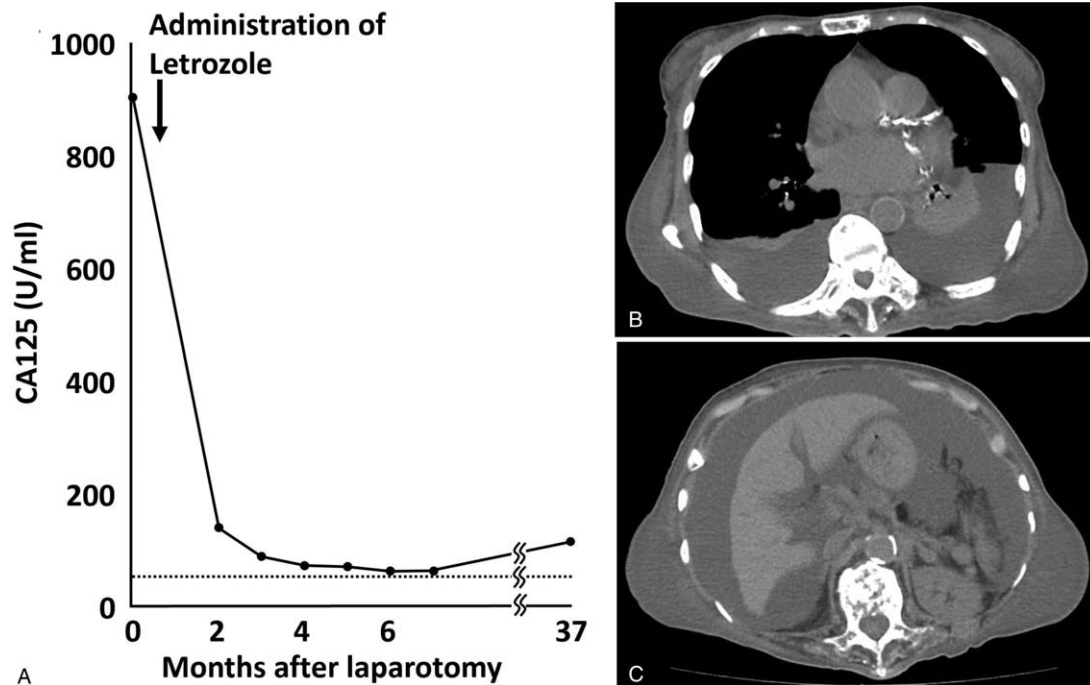 Administration of
Letrozole
CA125 (U/ml)
1000
800
600
400
200
0
0 2 4 6 37
Months after laparotomy
A
B
C